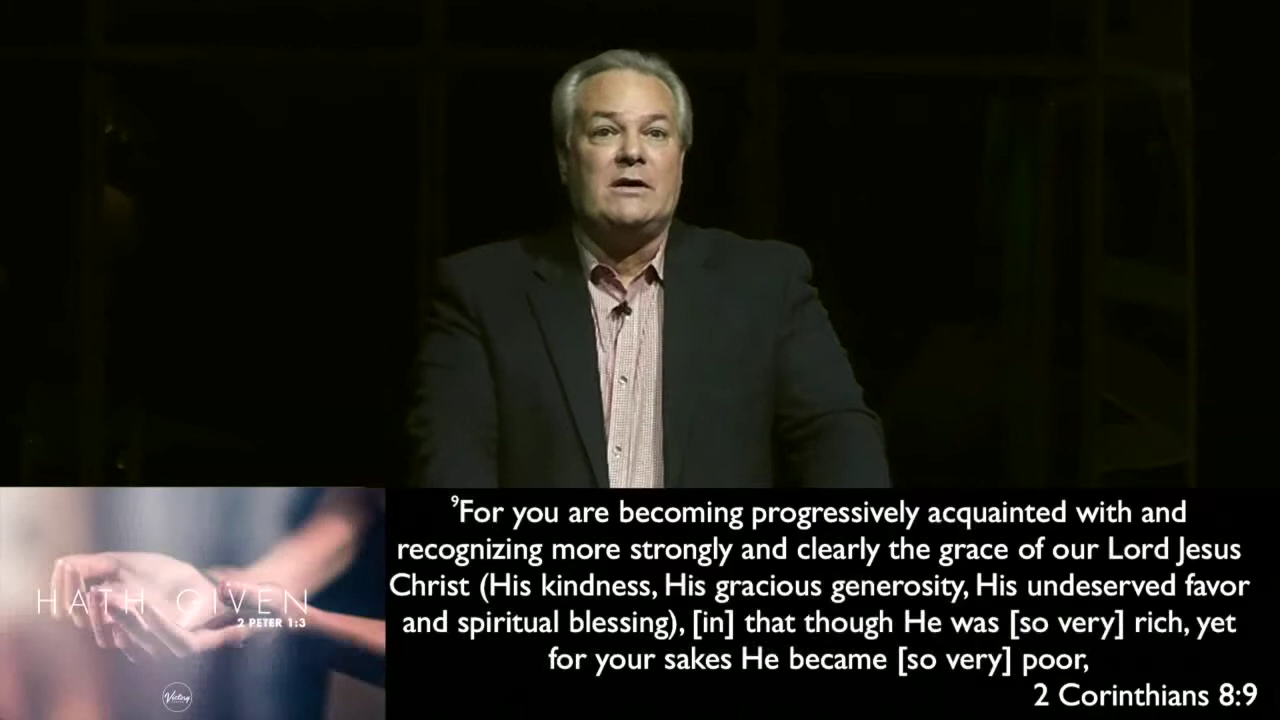 HATH GIVEN
2 PETER 1:3
Victory
⁹For you are becoming progressively acquainted with and
recognizing more strongly and clearly the grace of our Lord Jesus
Christ (His kindness, His gracious generosity, His undeserved favor
and spiritual blessing), [in] that though He was [so very] rich, yet
for your sakes He became [so very] poor,
2 Corinthians 8:9